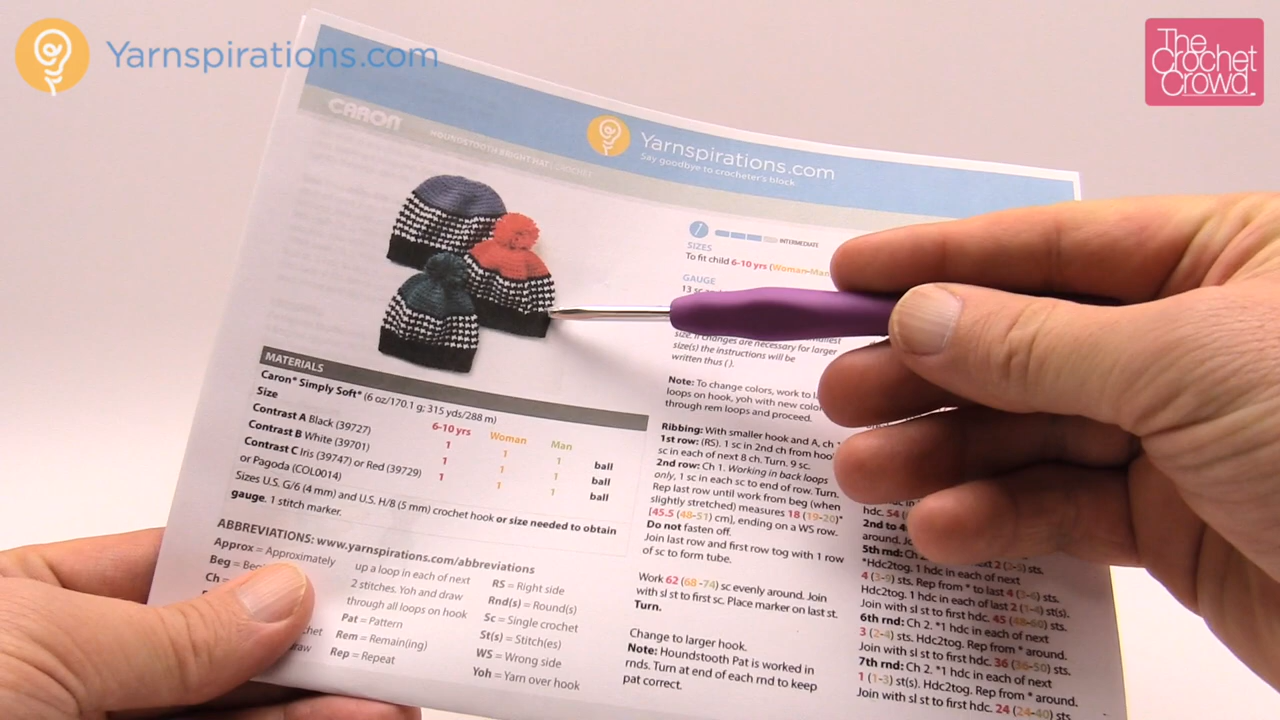 Yarnspirations.com
The
Crochet
Crowd
CARON
HOUNDSTOOTH BRIGHT HAT | CROCHET
Yarnspirations.com
Say goodbye to crocheter's block
MATERIALS
Caron® Simply Soft® (6 oz/170.1 g; 315 yds/288 m)
Size 6-10 yrs Woman Man
Contrast A Black (39727) 1 1 1 ball
Contrast B White (39701) 1 1 1 ball
Contrast C Iris (39747) or Red (39729) 1 1 1 ball
or Pagoda (COL0014)
Sizes U.S. G/6 (4 mm) and U.S. H/8 (5 mm) crochet hook or size needed to obtain
gauge. 1 stitch marker.
ABBREVIATIONS: www.yarnspirations.com/abbreviations
Approx = Approximately
Beg =
Ch =
up a loop in each of next
2 stitches. Yoh and draw
through all loops on hook
Pat = Pattern
Rem = Remain(ing)
Rep = Repeat
RS = Right side
Rnd(s) = Round(s)
Sc = Single crochet
St(s) = Stitch(es)
WS = Wrong side
Yoh = Yarn over hook
INTERMEDIATE
SIZES
To fit child 6-10 yrs (Woman-Man
GAUGE
13 sc
size. If changes are necessary for larger
size(s) the instructions will be
written thus ( ).
Note: To change colors, work to
loops on hook, yoh with new
through rem loops and proceed.
Ribbing: With smaller hook and A, ch
1st row: (RS). 1 sc in 2nd ch from
sc in each of next 8 ch. Turn. 9 sc.
2nd row: Ch 1. Working in back loops
only, 1 sc in each sc to end of row. Turn.
Rep last row until work from beg (when
slightly stretched) measures 18 (19-20)"
[45.5 (48-51) cm], ending on a WS row.
Do not fasten off.
Join last row and first row tog with 1 row
of sc to form tube.
Work 62 (68-74) sc evenly around. Join
with sl st to first sc. Place marker on last st.
Turn.
Change to larger hook.
Note: Houndstooth Pat is worked in
rnds. Turn at end of each rnd to keep
pat correct.
hdc. 54
2nd to
around.
5th rnd: Ch 2
*Hdc2tog. 1 hdc in each of next
4 (3-9) sts. Rep from * to last 4 (3-6) sts.
Hdc2tog. 1 hdc in each of last 2 (1-4) st(s).
Join with sl st to first hdc. 45 (48-60) sts.
6th rnd: Ch 2. *1 hdc in each of next
3 (2-4) sts. Hdc2tog. Rep from * around.
Join with sl st to first hdc. 36 (36-50) sts.
7th rnd: Ch 2. *1 hdc in each of next
1 (1-3) st(s). Hdc2tog. Rep from * around.
Join with sl st to first hdc. 24 (24-40) sts.